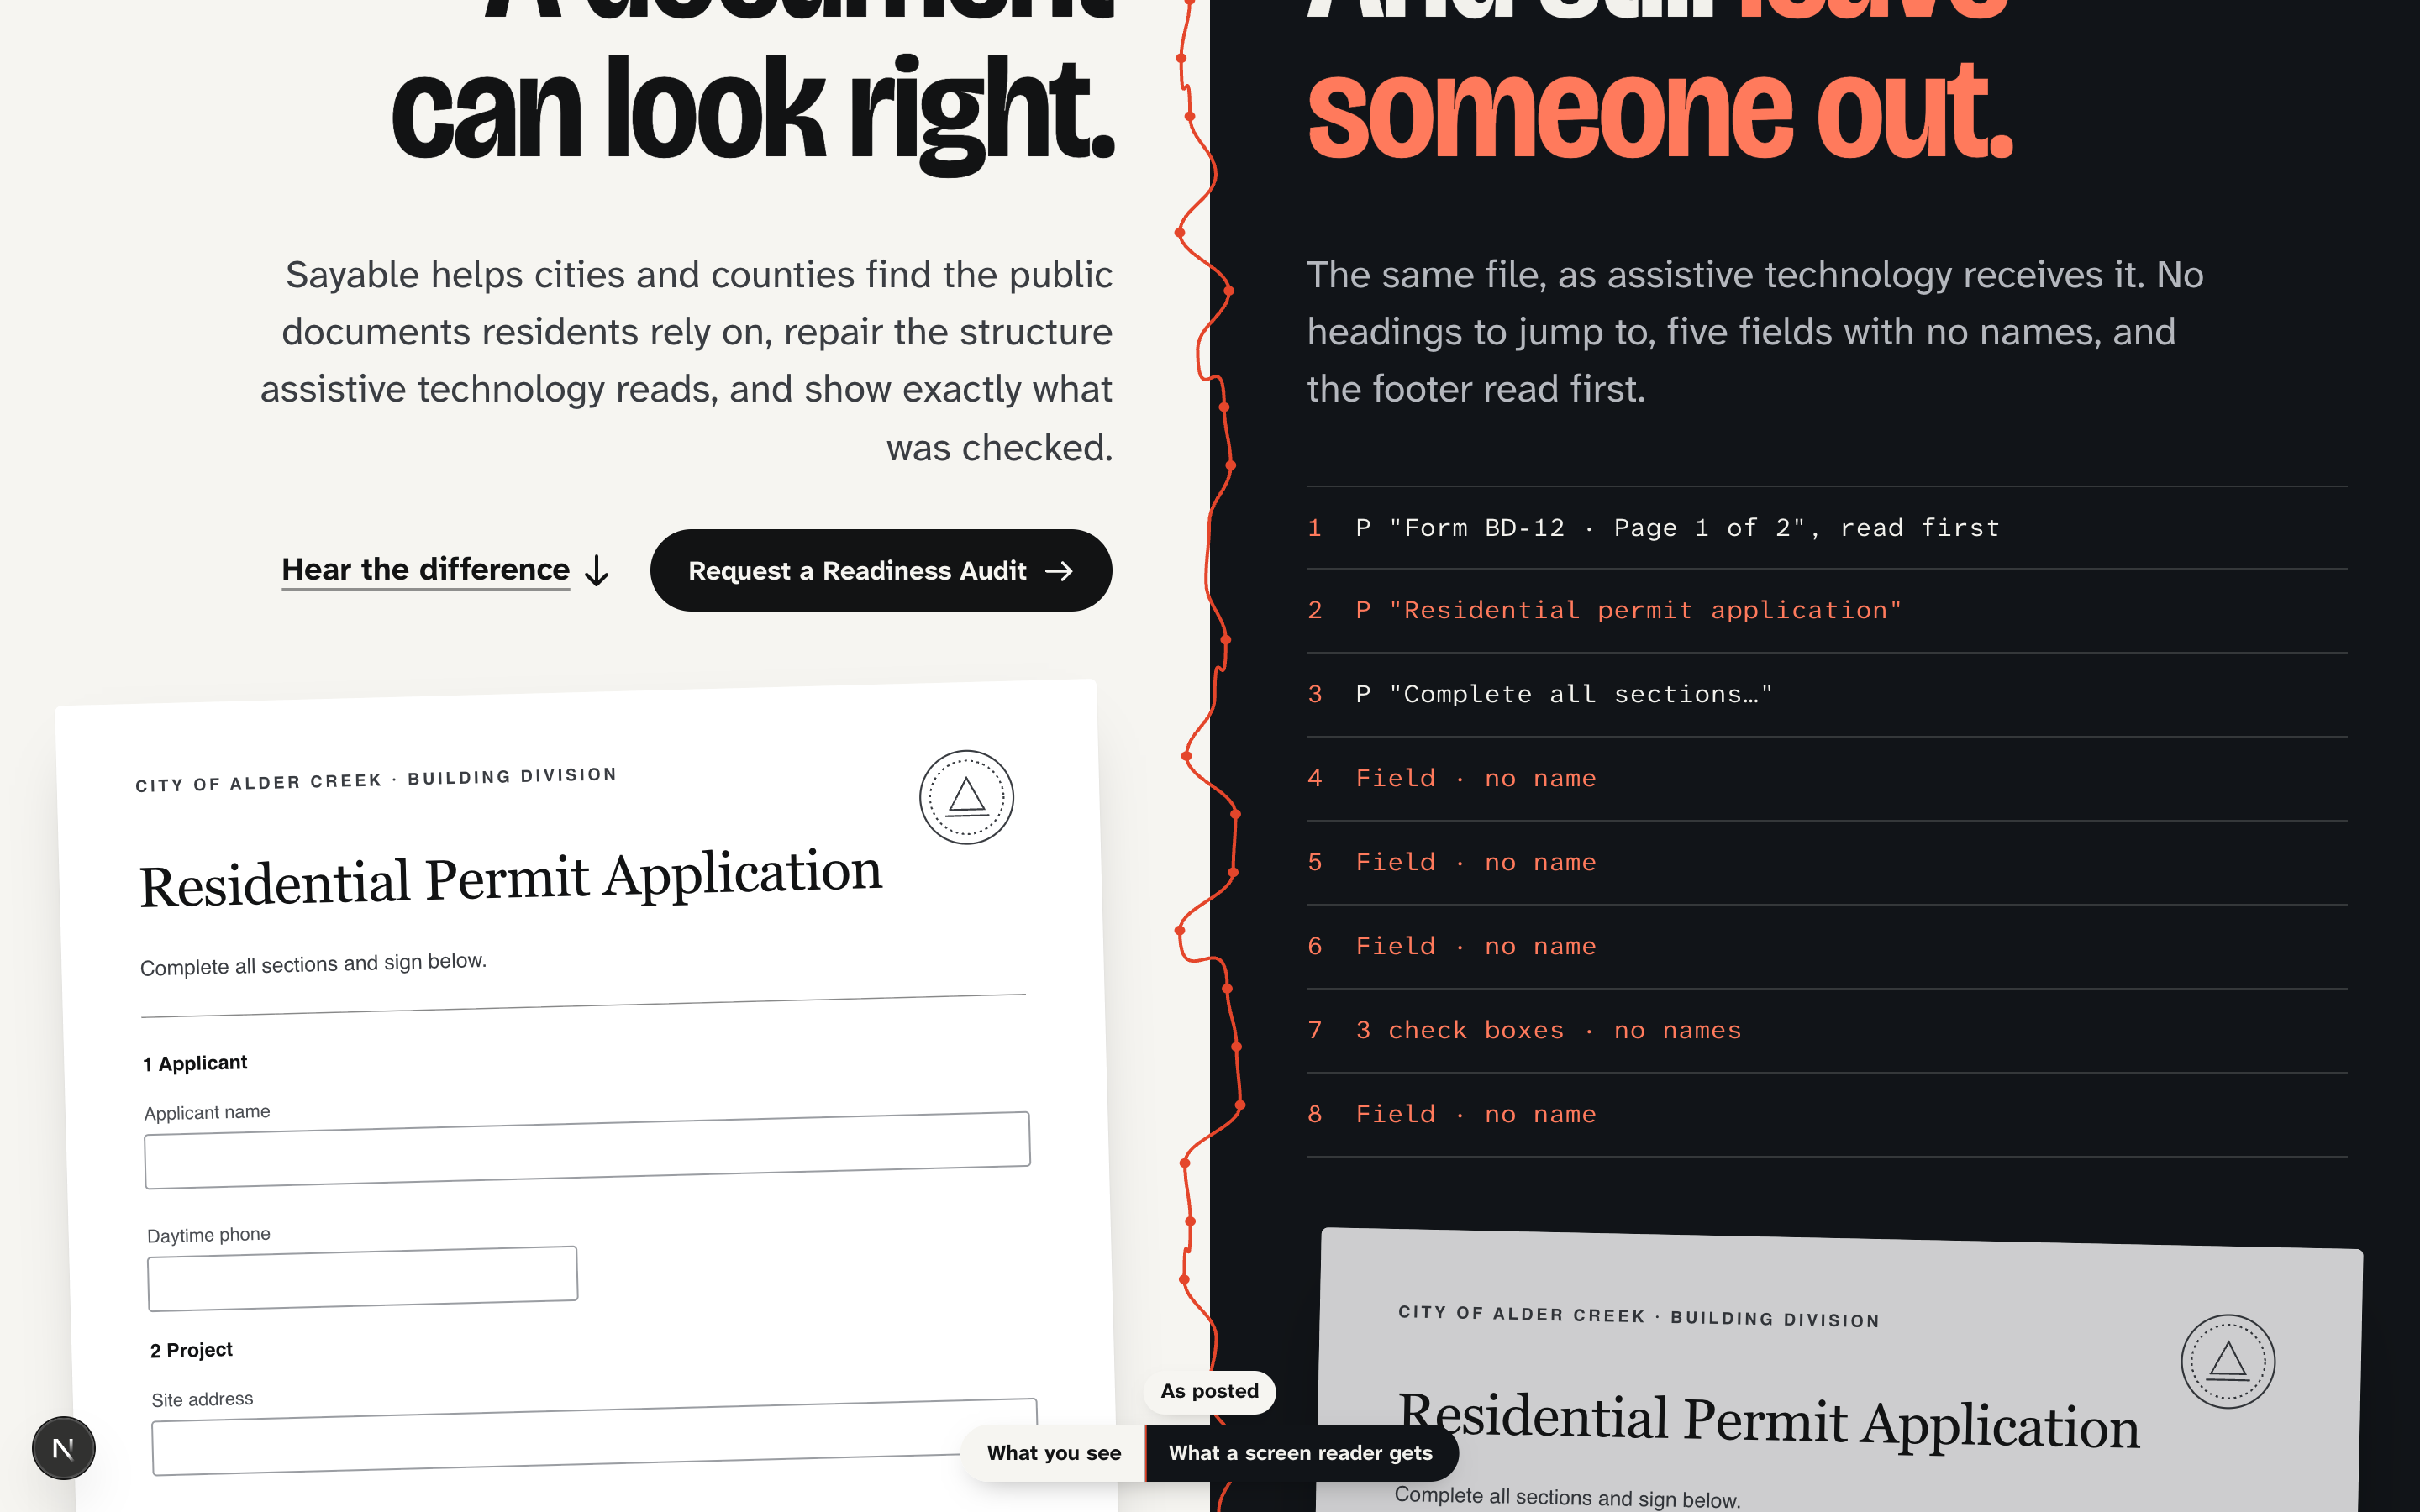 A document
can look right.
Sayable helps cities and counties find the public
documents residents rely on, repair the structure
assistive technology reads, and show exactly what
was checked.
Hear the difference ↓
Request a Readiness Audit →
CITY OF ALDER CREEK · BUILDING DIVISION
Residential Permit Application
Complete all sections and sign below.
1 Applicant
Applicant name
Daytime phone
2 Project
Site address
And still leave
someone out.
The same file, as assistive technology receives it. No
headings to jump to, five fields with no names, and
the footer read first.
1 P "Form BD-12 · Page 1 of 2", read first
2 P "Residential permit application"
3 P "Complete all sections…"
4 Field · no name
5 Field · no name
6 Field · no name
7 3 check boxes · no names
8 Field · no name
CITY OF ALDER CREEK · BUILDING DIVISION
Residential Permit Application
Complete all sections and sign below.
As posted
What you see
What a screen reader gets
N